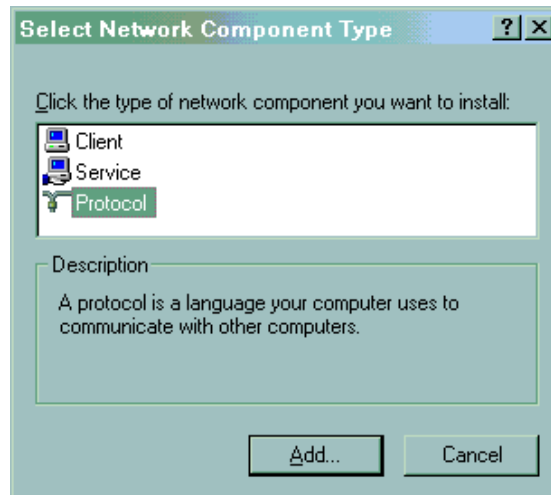 Select Network Component Type
Click the type of network component you want to install:
Client
Service
Protocol
Description
A protocol is a language your computer uses to
communicate with other computers.
Add...
Cancel